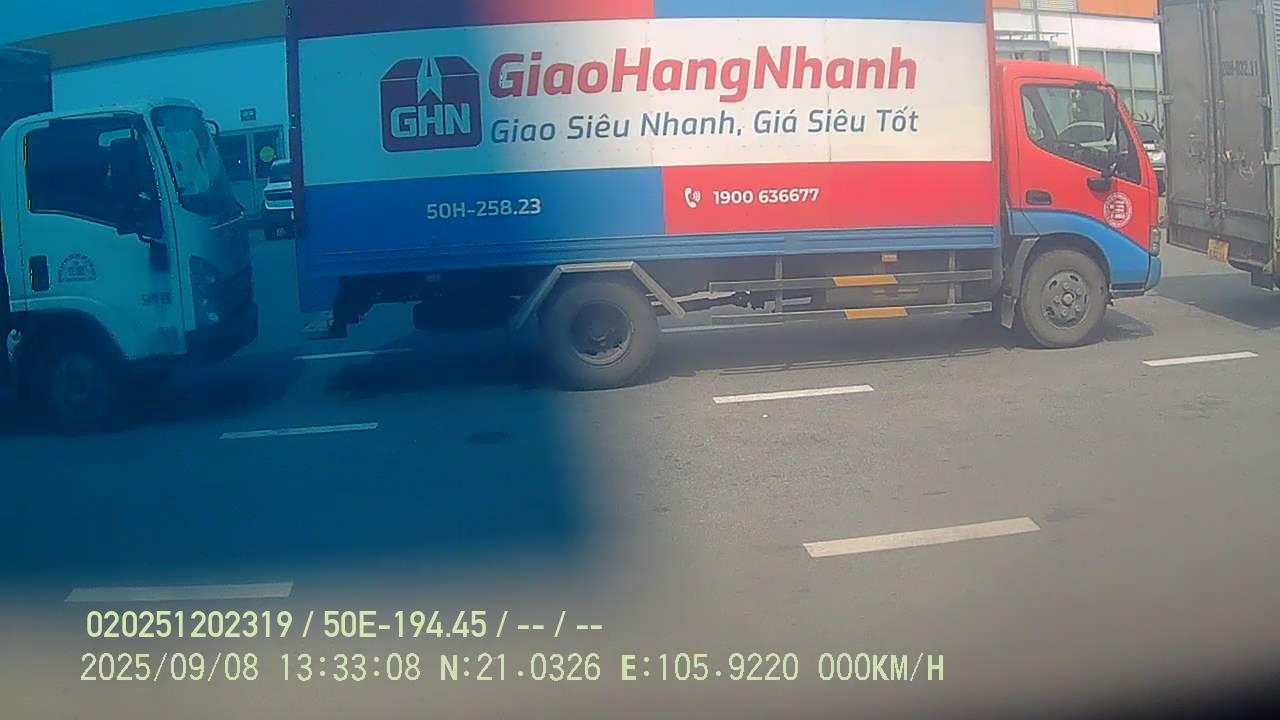 GHN
GiaoHangNhanh
Giao Siêu Nhanh, Giá Siêu Tốt
50H-258.23
1900 636677
020251202319 / 50E-194.45 / -- / --
2025/09/08 13:33:08 N:21.0326 E:105.9220 000KM/H